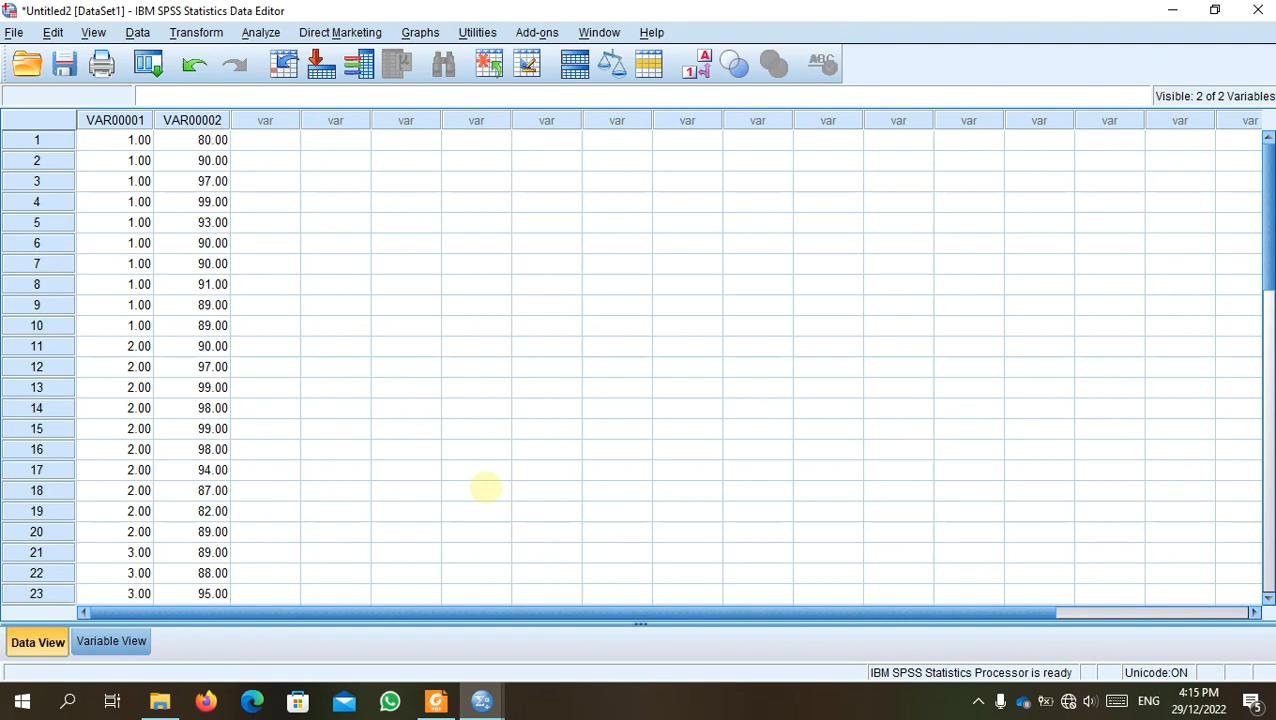 *Untitled2 [DataSet1] - IBM SPSS Statistics Data Editor
File Edit View Data Transform Analyze Direct Marketing Graphs Utilities Add-ons Window Help
A 1 ABC
Visible: 2 of 2 Variables
VAR00001 VAR00002 var var var var var var var var var var var var var var var
1 1.00 80.00
2 1.00 90.00
3 1.00 97.00
4 1.00 99.00
5 1.00 93.00
6 1.00 90.00
7 1.00 90.00
8 1.00 91.00
9 1.00 89.00
10 1.00 89.00
11 2.00 90.00
12 2.00 97.00
13 2.00 99.00
14 2.00 98.00
15 2.00 99.00
16 2.00 98.00
17 2.00 94.00
18 2.00 87.00
19 2.00 82.00
20 2.00 89.00
21 3.00 89.00
22 3.00 88.00
23 3.00 95.00
Data View Variable View
IBM SPSS Statistics Processor is ready Unicode:ON
PDF Σ ENG 4:15 PM
29/12/2022 5